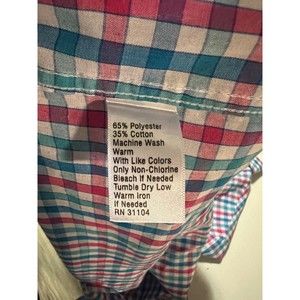 65% Polyester
35% Cotton
Machine Wash
Warm
With Like Colors
Only Non-Chlorine
Bleach If Needed
Tumble Dry Low
Warm Iron
If Needed
RN 31104